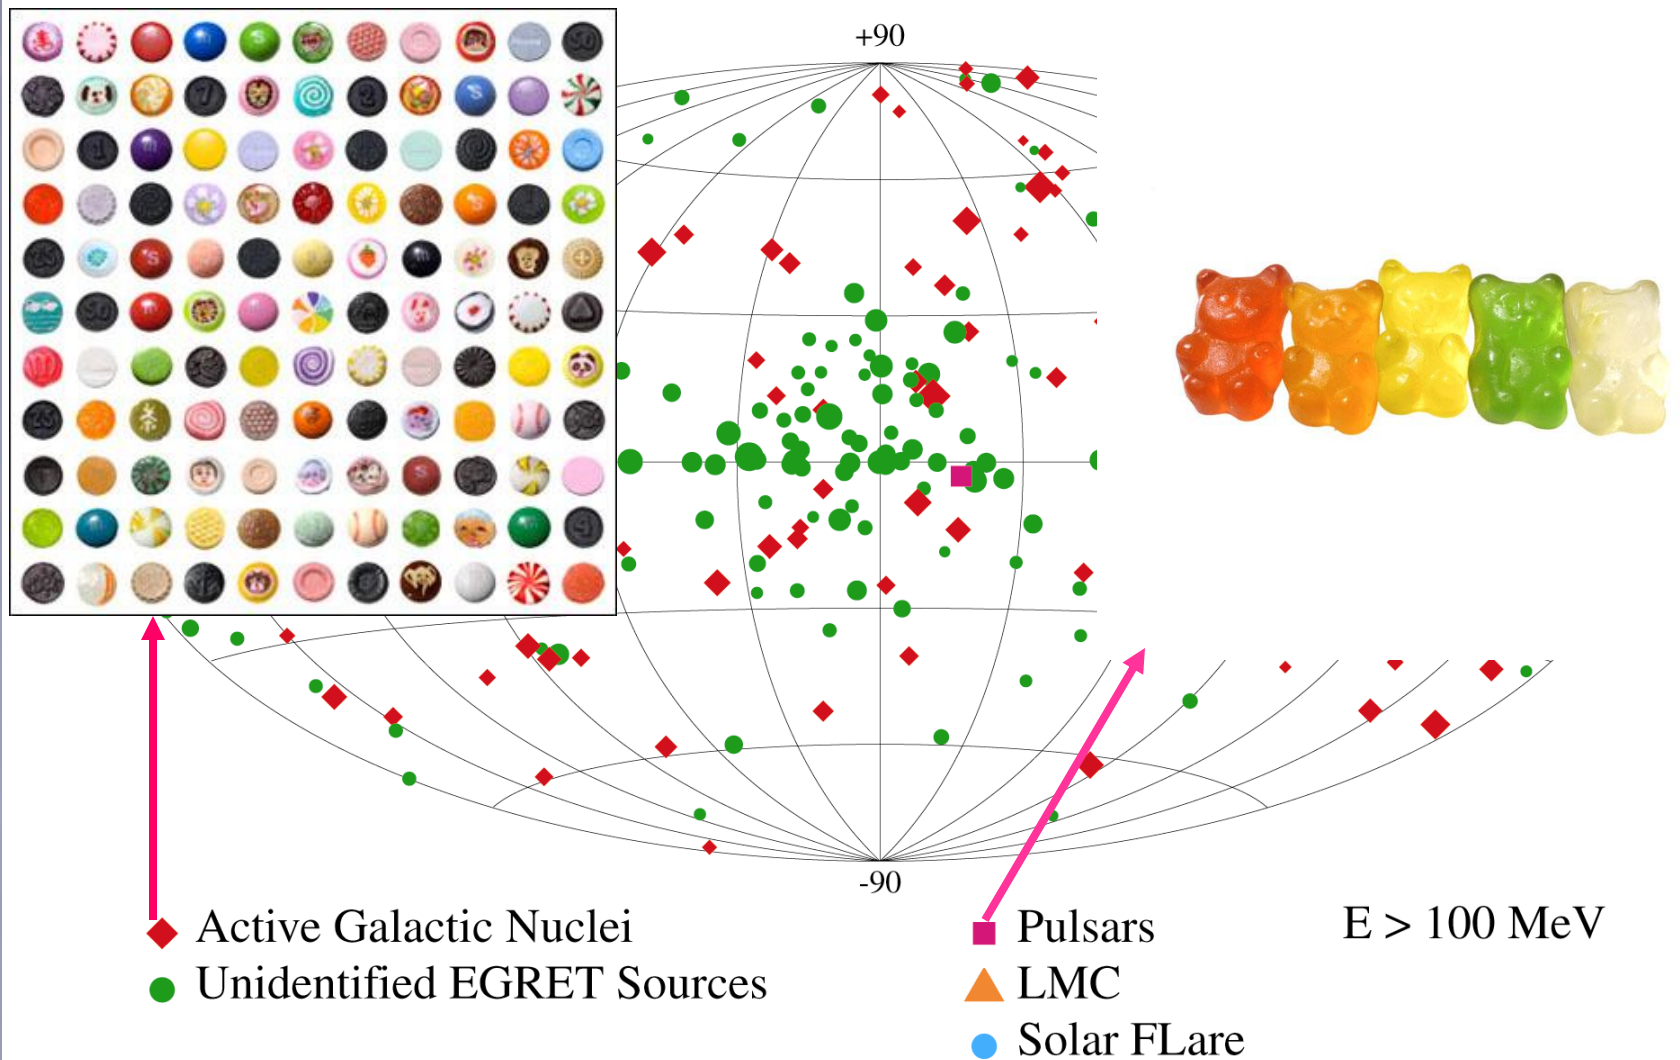 +90
-90
Active Galactic Nuclei
Unidentified EGRET Sources
Pulsars
LMC
Solar FLare
E > 100 MeV